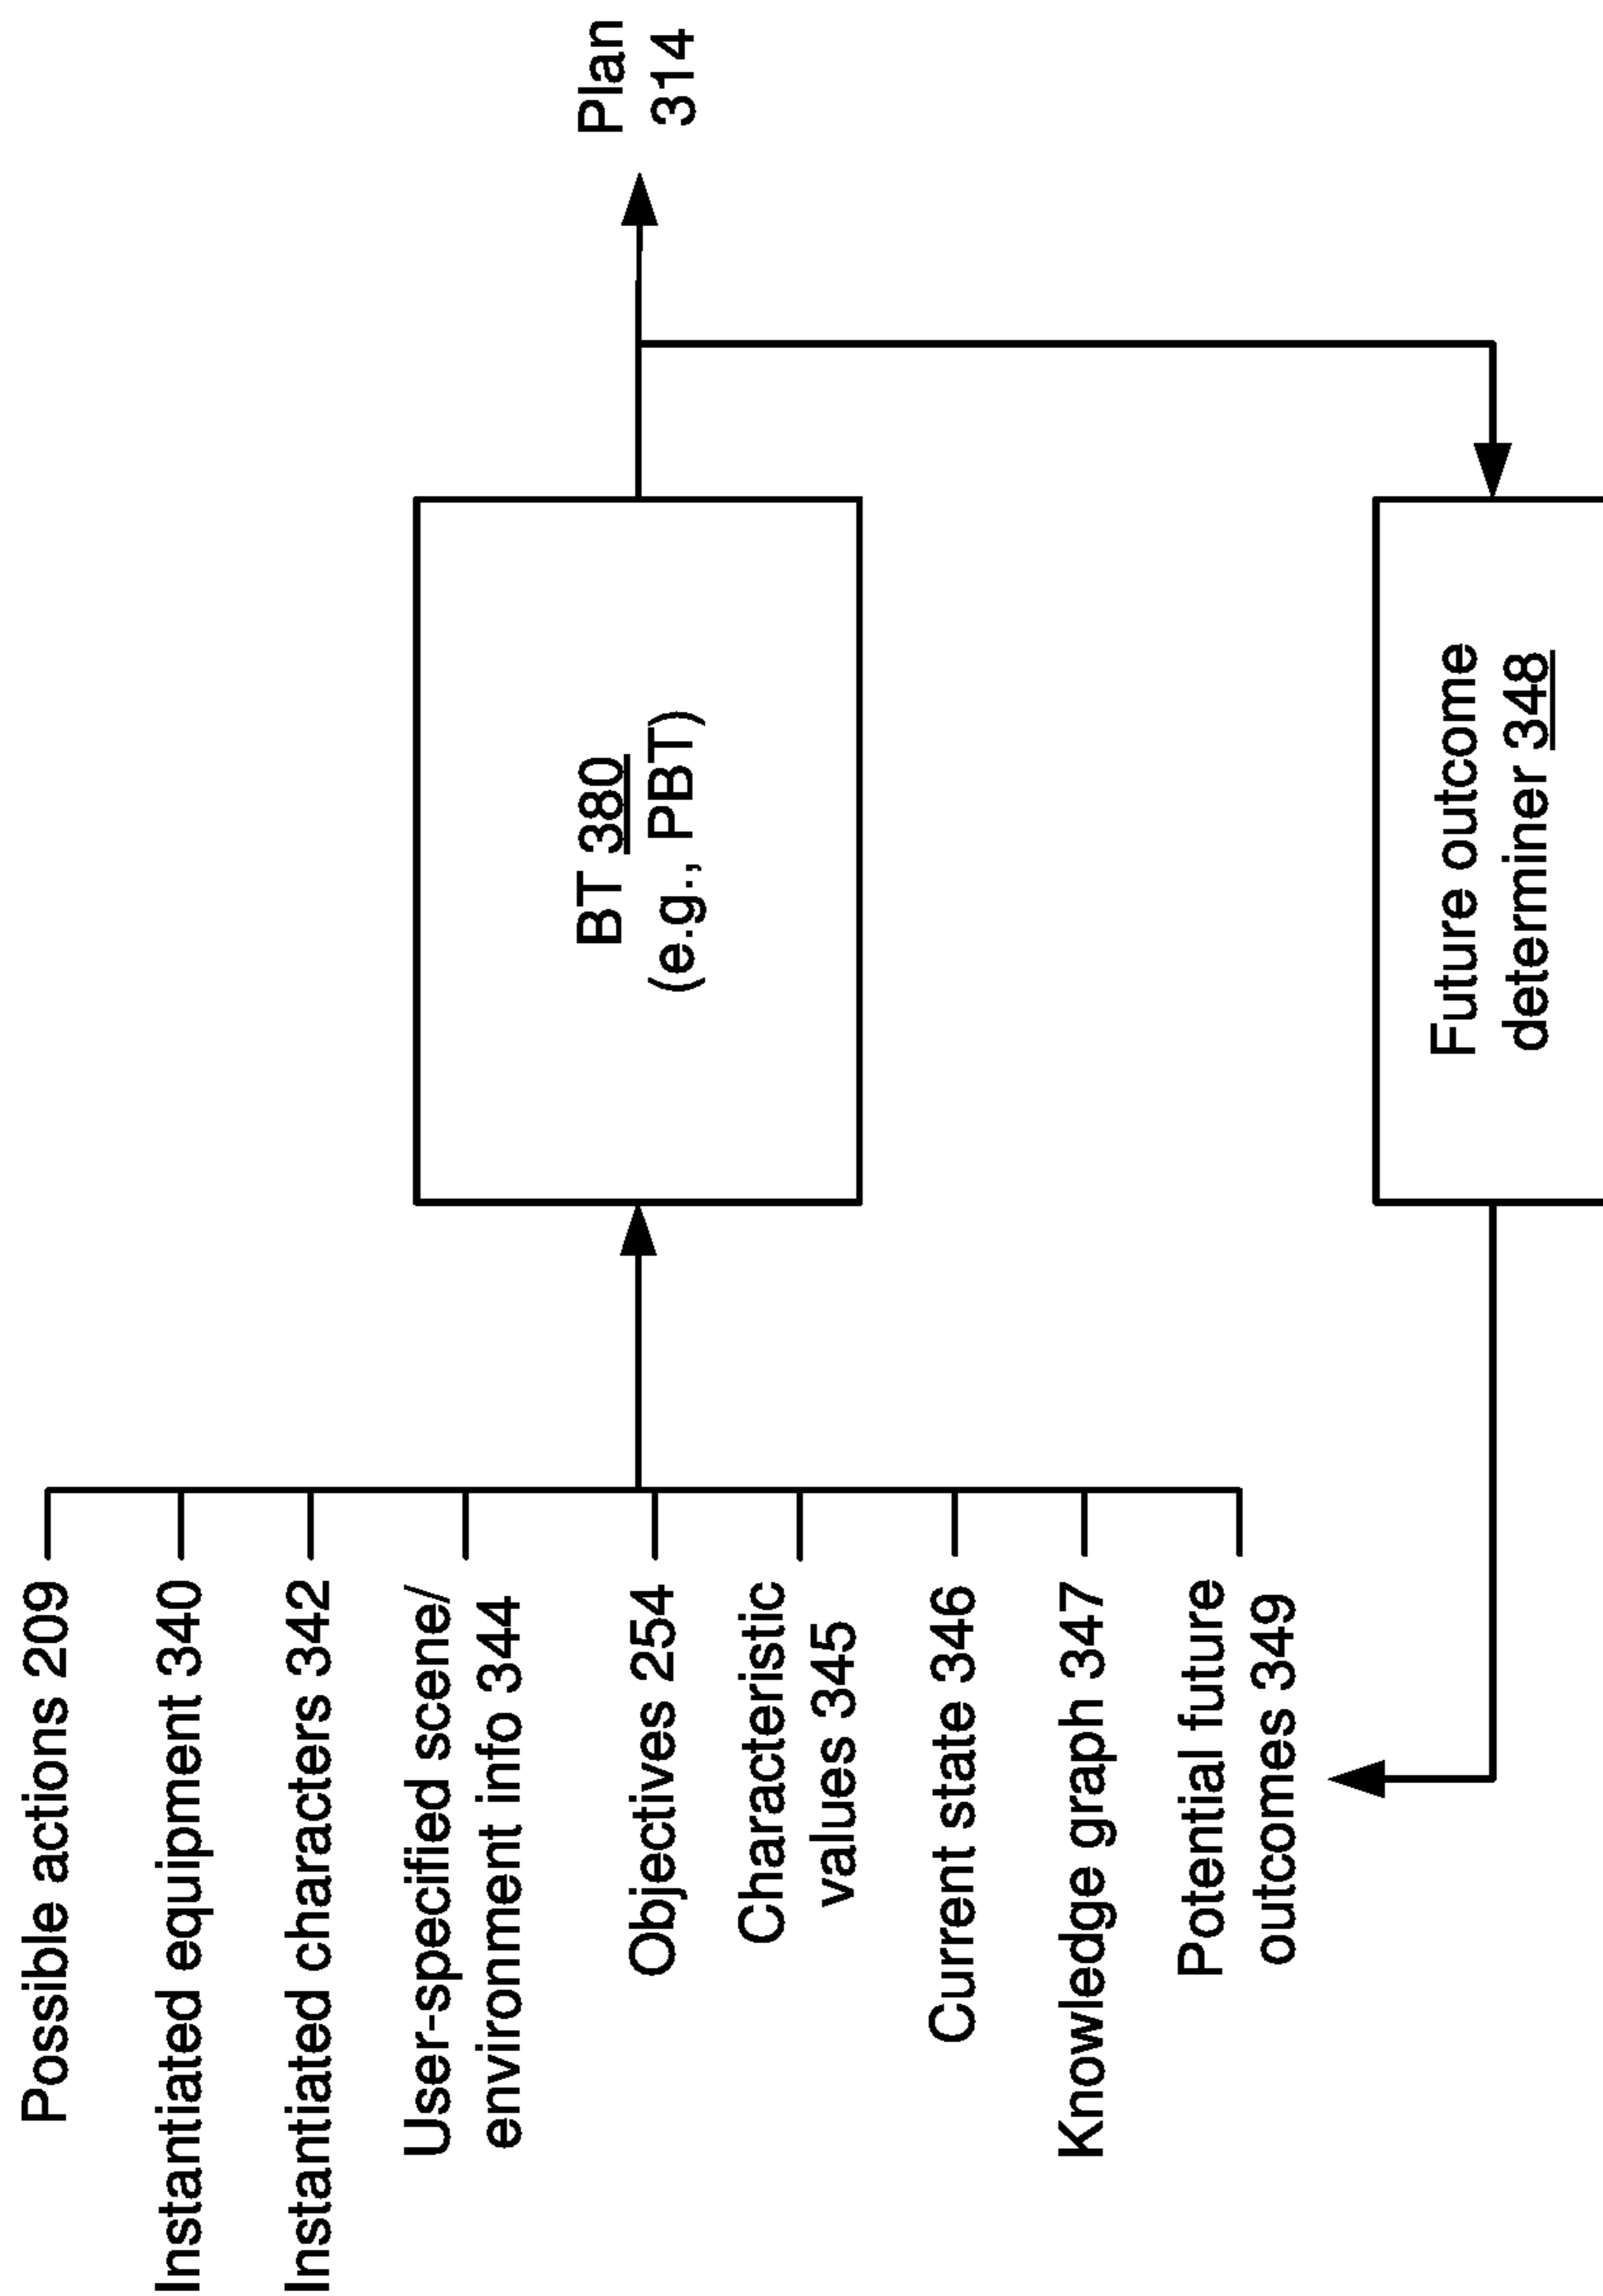 Possible actions 209
Instantiated equipment 340
Instantiated characters 342
User-specified scene/
environment info 344
Objectives 254
Characteristic
values 345
Current state 346
Knowledge graph 347
Potential future
outcomes 349
BT 380
(e.g., PBT)
Plan
314
Future outcome
determiner 348